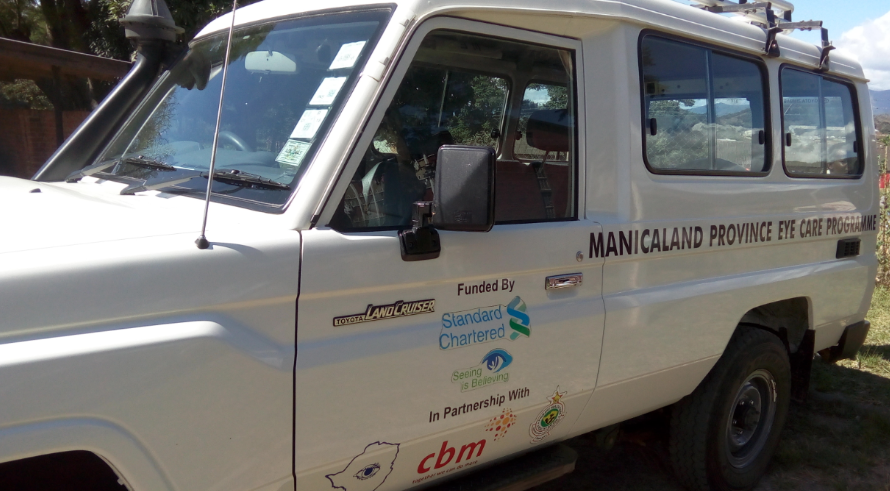 MANICALAND PROVINCE EYE CARE PROGRAMME
Funded By
TOYOTA LAND CRUISER
Standard
Chartered
Seeing
is Believing
In Partnership With
cbm